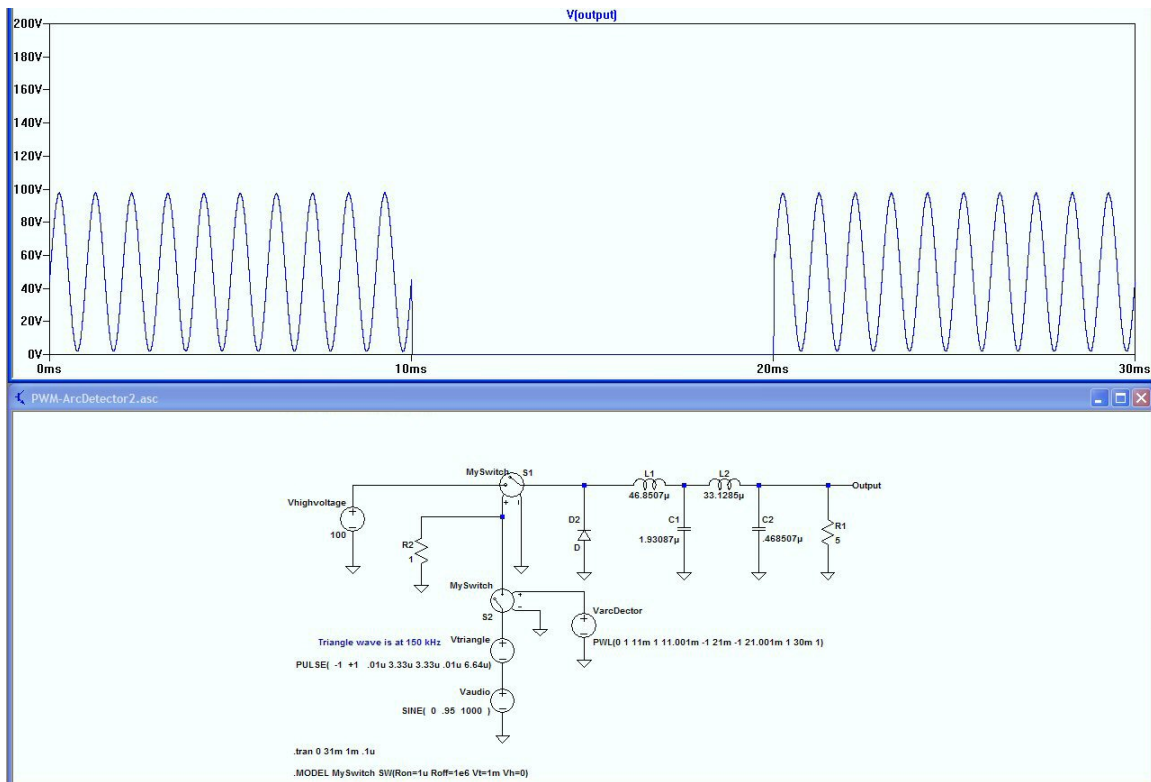 V[output]
200V
180V
160V
140V
120V
100V
80V
60V
40V
20V
0V
0ms
10ms
20ms
30ms
PWM-ArcDetector2.asc
MySwitch
S1
L1
L2
46.8507µ
33.1285µ
Output
Vhighvoltage
100
+
-
D2
D
C1
1.93087µ
C2
.468507µ
R1
5
R2
1
MySwitch
S2
+
-
VarcDector
PWL(0 1 11m 1 11.001m -1 21m -1 21.001m 1 30m 1)
Triangle wave is at 150 kHz
Vtriangle
PULSE( -1 +1 .01u 3.33u 3.33u .01u 6.64u)
Vaudio
SINE( 0 .95 1000 )
.tran 0 31m 1m .1u
.MODEL MySwitch SW(Ron=1u Roff=1e6 Vt=1m Vh=0)